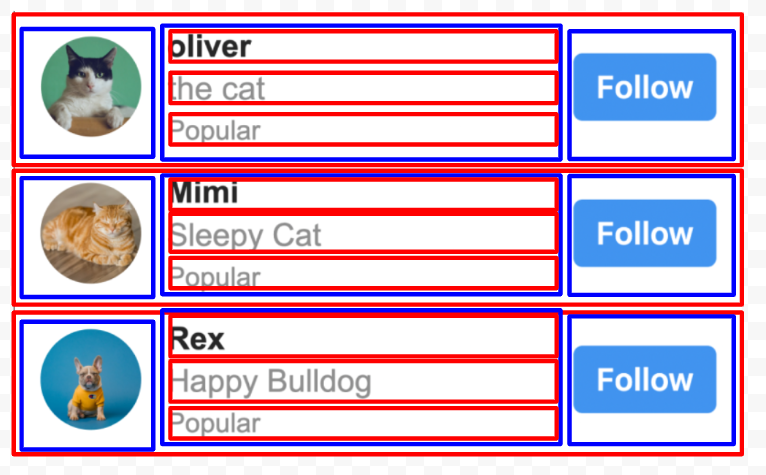 oliver
the cat
Popular
Follow
Mimi
Sleepy Cat
Popular
Follow
Rex
Happy Bulldog
Popular
Follow